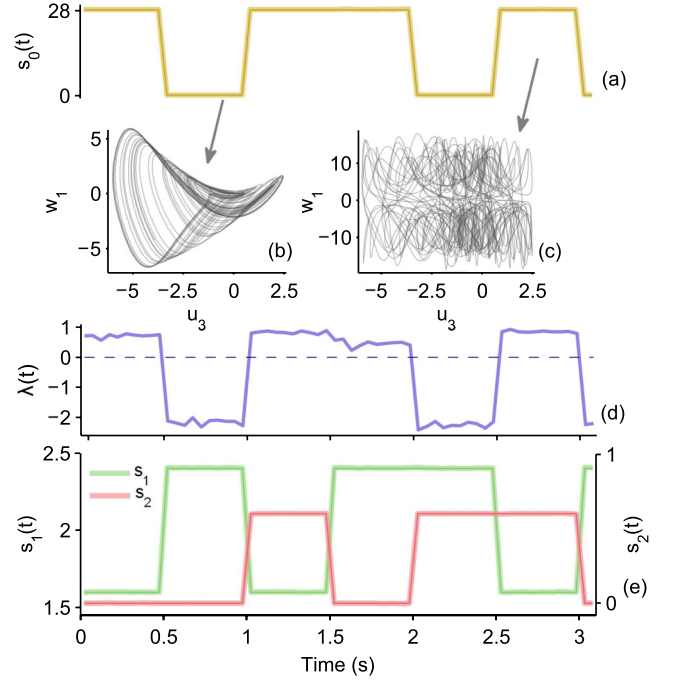 28
s0(t)
0
(a)
5
0
−5
w1
(b)
−5 −2.5 0 2.5
u3
10
0
−10
w1
(c)
−5 −2.5 0 2.5
u3
1
0
−1
−2
λ(t)
(d)
2.5
2
1.5
s1(t)
s1
s2
1
0
s2(t)
(e)
0 0.5 1 1.5 2 2.5 3
Time (s)